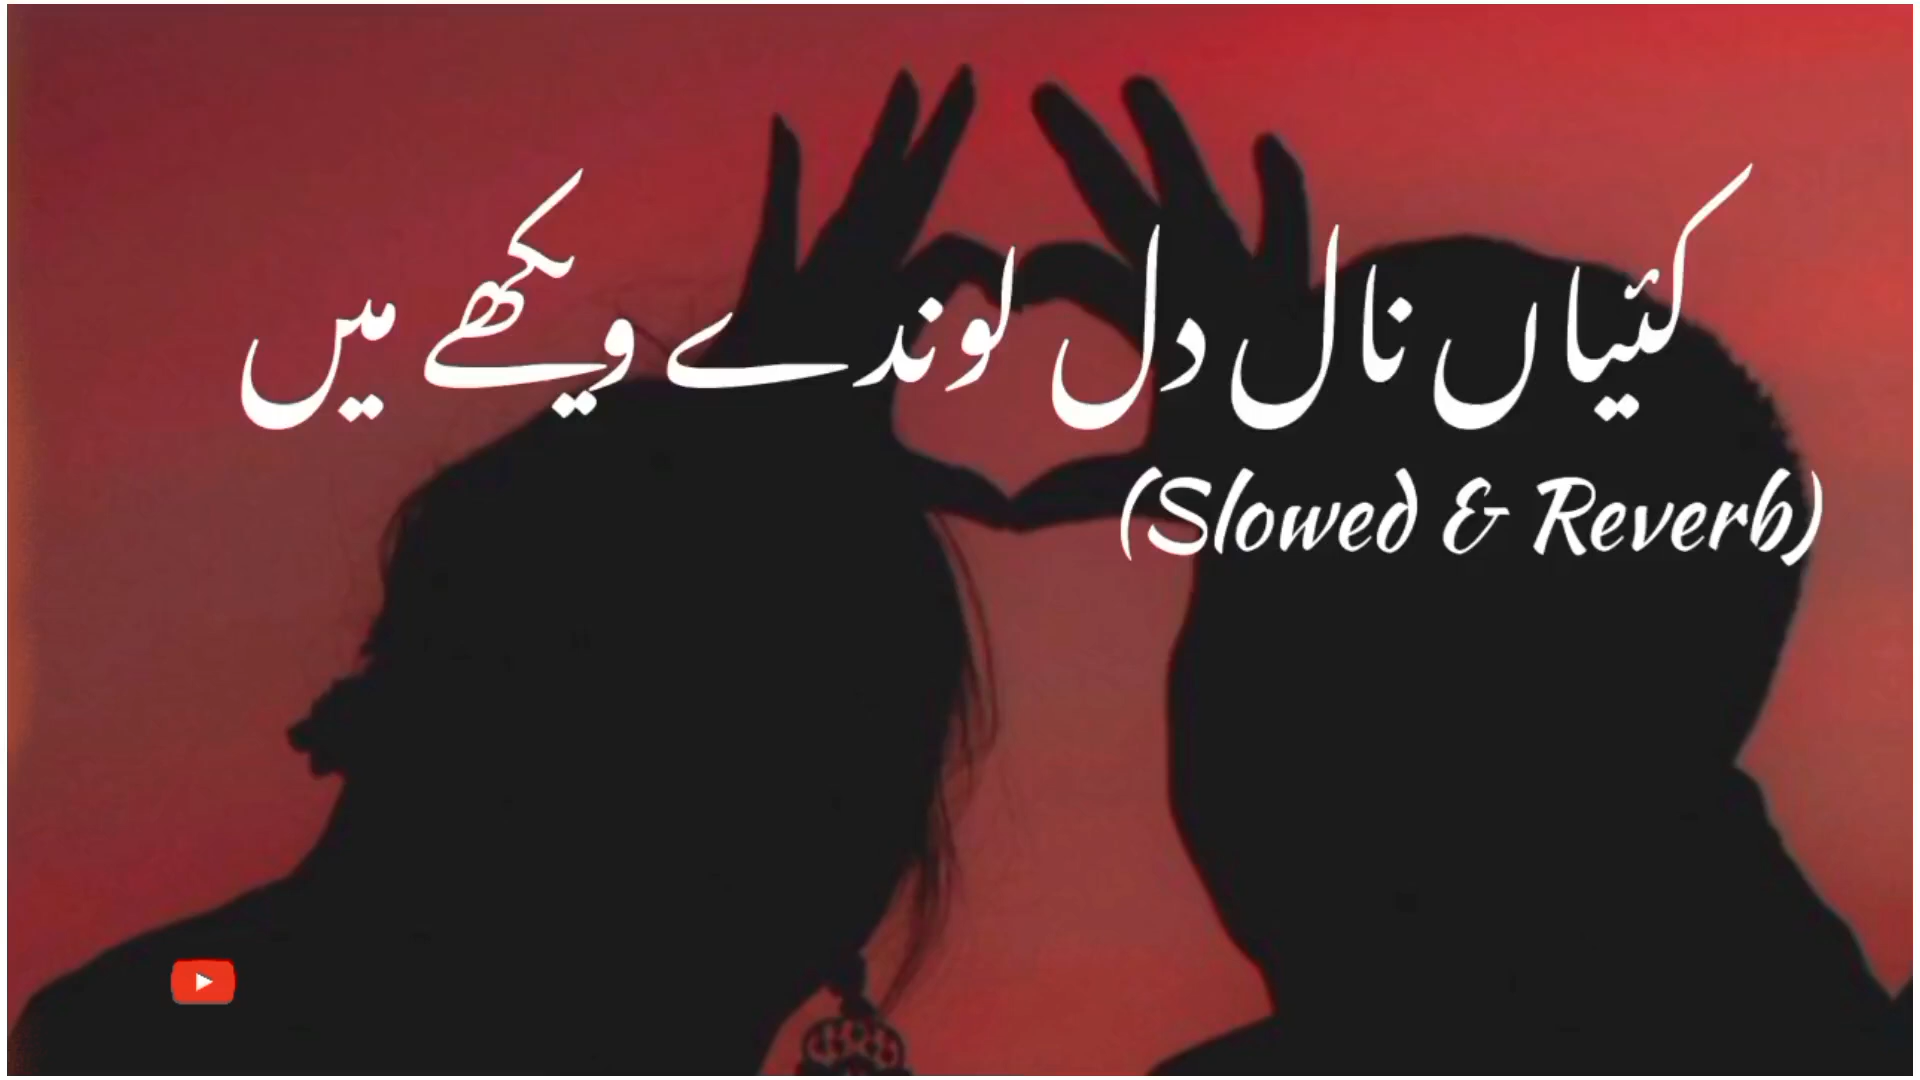 کئیاں نال دل لوندے ویکھے میں
(Slowed & Reverb)